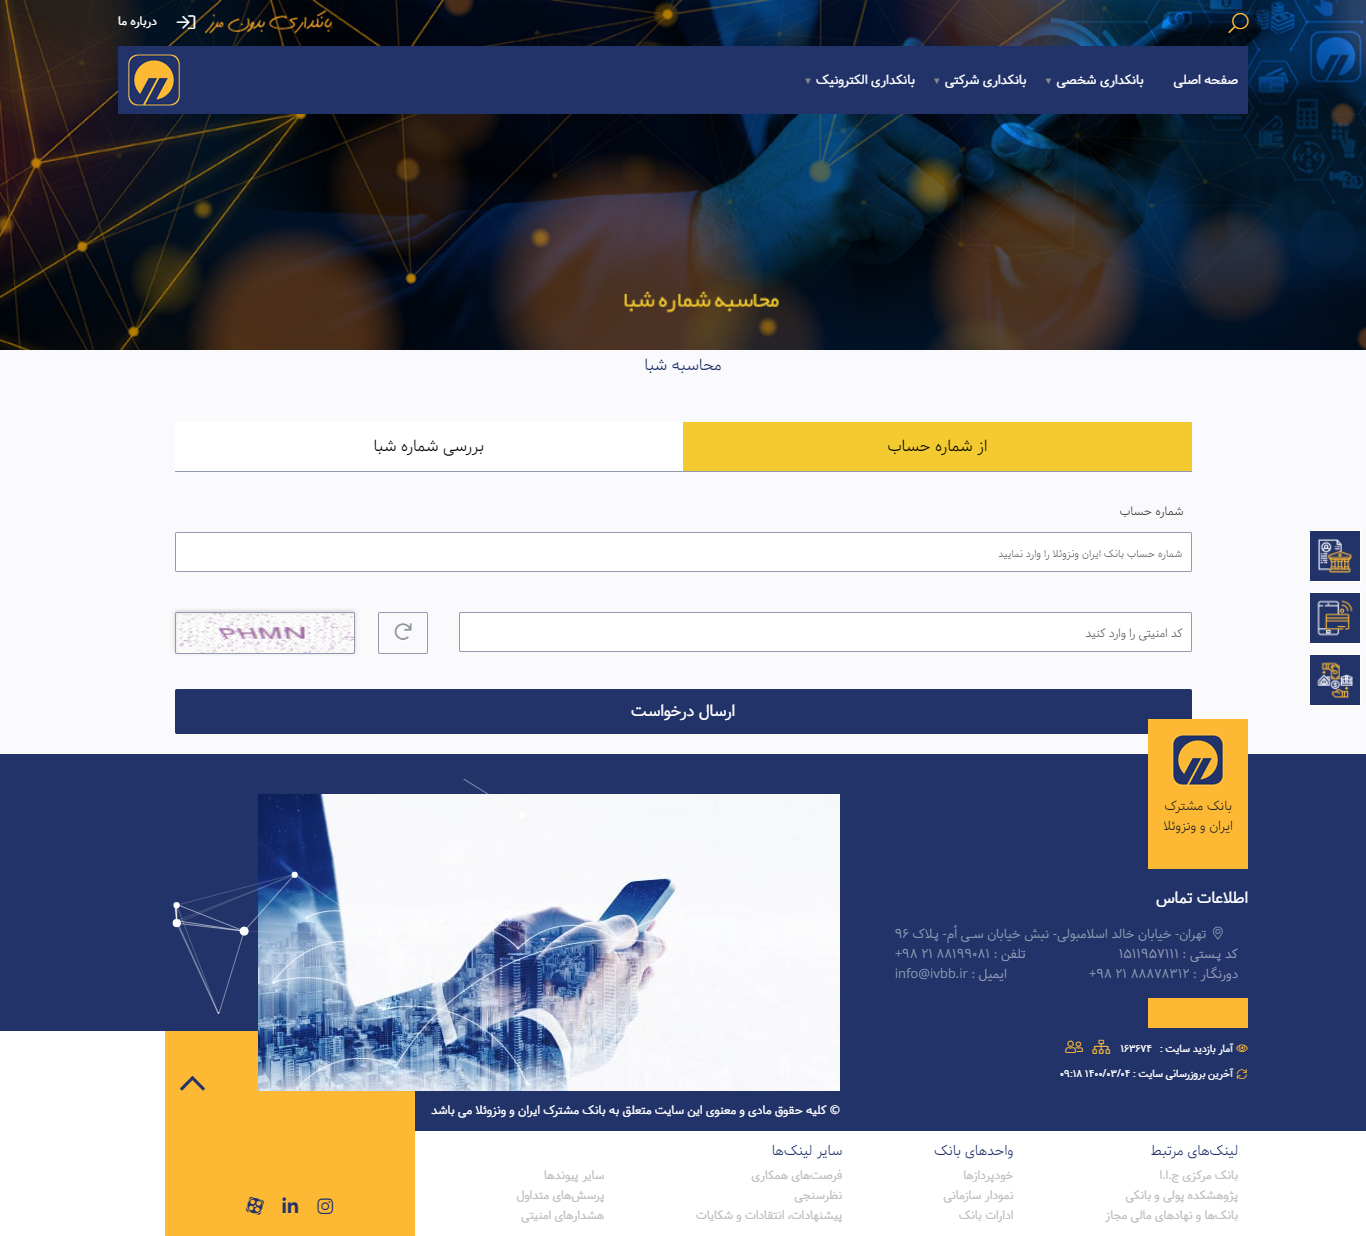 بانکداری بدون مرز
درباره ما
صفحه اصلی
بانکداری شخصی ▾
بانکداری شرکتی ▾
بانکداری الکترونیک ▾
محاسبه شماره شبا
محاسبه شبا
از شماره حساب
بررسی شماره شبا
شماره حساب
شماره حساب بانک ایران ونزوئلا را وارد نمایید
کد امنیتی را وارد کنید
PHMN
ارسال درخواست
بانک مشترک
ایران و ونزوئلا
اطلاعات تماس
تهران- خیابان خالد اسلامبولی- نبش خیابان سی اُم- پلاک ۹۶
کد پستی : ۱۵۱۱۹۵۷۱۱۱
تلفن : ۸۸۱۹۹۰۸۱ ۲۱ ۹۸+
دورنگار : ۸۸۸۷۸۳۱۲ ۲۱ ۹۸+
ایمیل : info@ivbb.ir
آمار بازدید سایت : ۱۶۳۶۷۴
آخرین بروزرسانی سایت : ۱۴۰۰/۰۳/۰۴ ۰۹:۱۸
© کلیه حقوق مادی و معنوی این سایت متعلق به بانک مشترک ایران و ونزوئلا می باشد
لینک‌های مرتبط
بانک مرکزی ج.ا.ا
پژوهشکده پولی و بانکی
بانک‌ها و نهادهای مالی مجاز
واحدهای بانک
خودپردازها
نمودار سازمانی
ادارات بانک
سایر لینک‌ها
فرصت‌های همکاری
نظرسنجی
پیشنهادات، انتقادات و شکایات
سایر پیوندها
پرسش‌های متداول
هشدارهای امنیتی